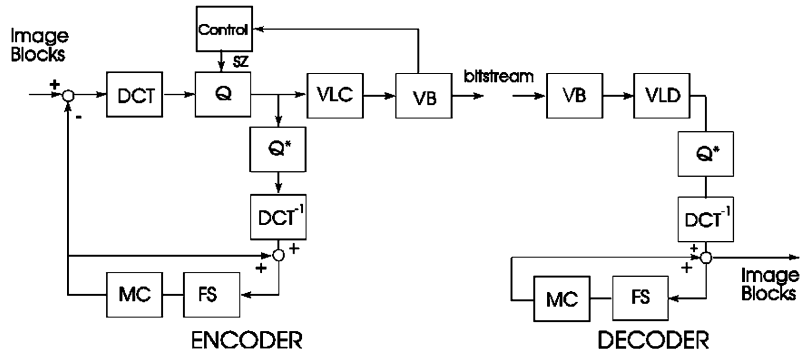 Control
Image
Blocks
SZ
+
-
DCT
Q
VLC
VB
bitstream
VB
VLD
Q*
Q*
DCT-1
DCT-1
+
+
+
+
MC
FS
MC
FS
Image
Blocks
ENCODER
DECODER